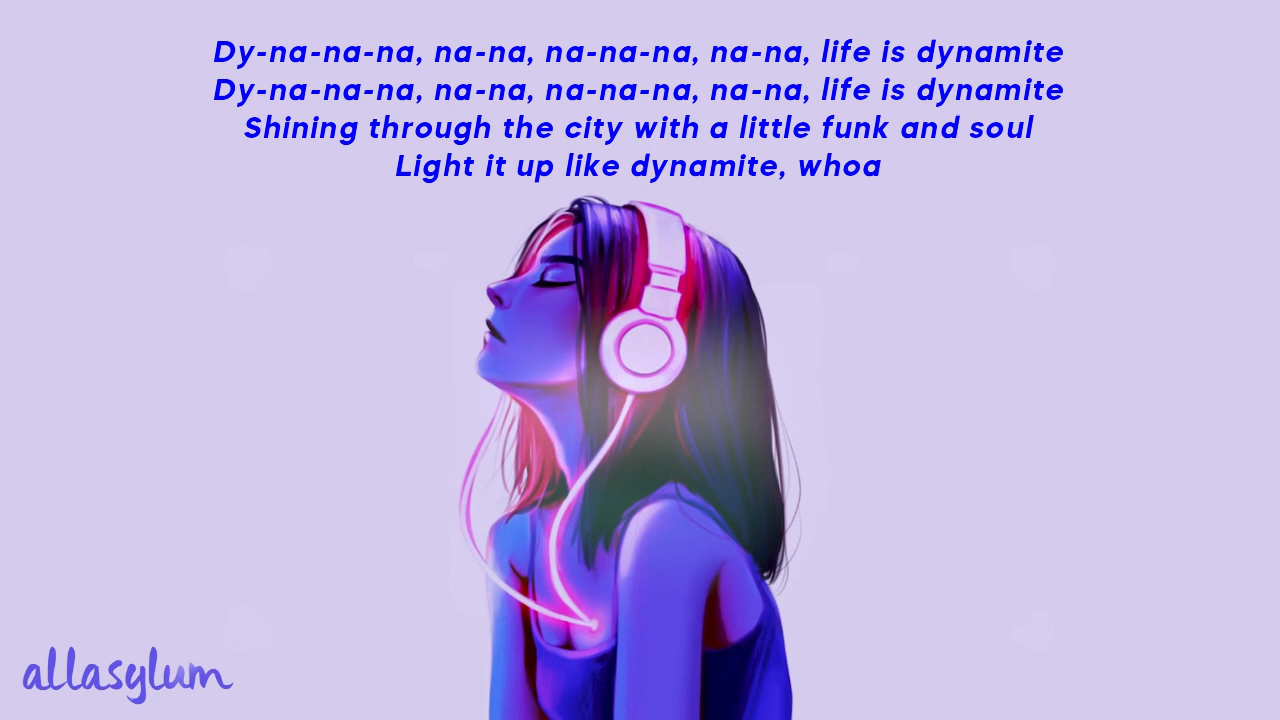 Dy-na-na-na, na-na, na-na-na, na-na, life is dynamite
Dy-na-na-na, na-na, na-na-na, na-na, life is dynamite
Shining through the city with a little funk and soul
Light it up like dynamite, whoa
allasylum